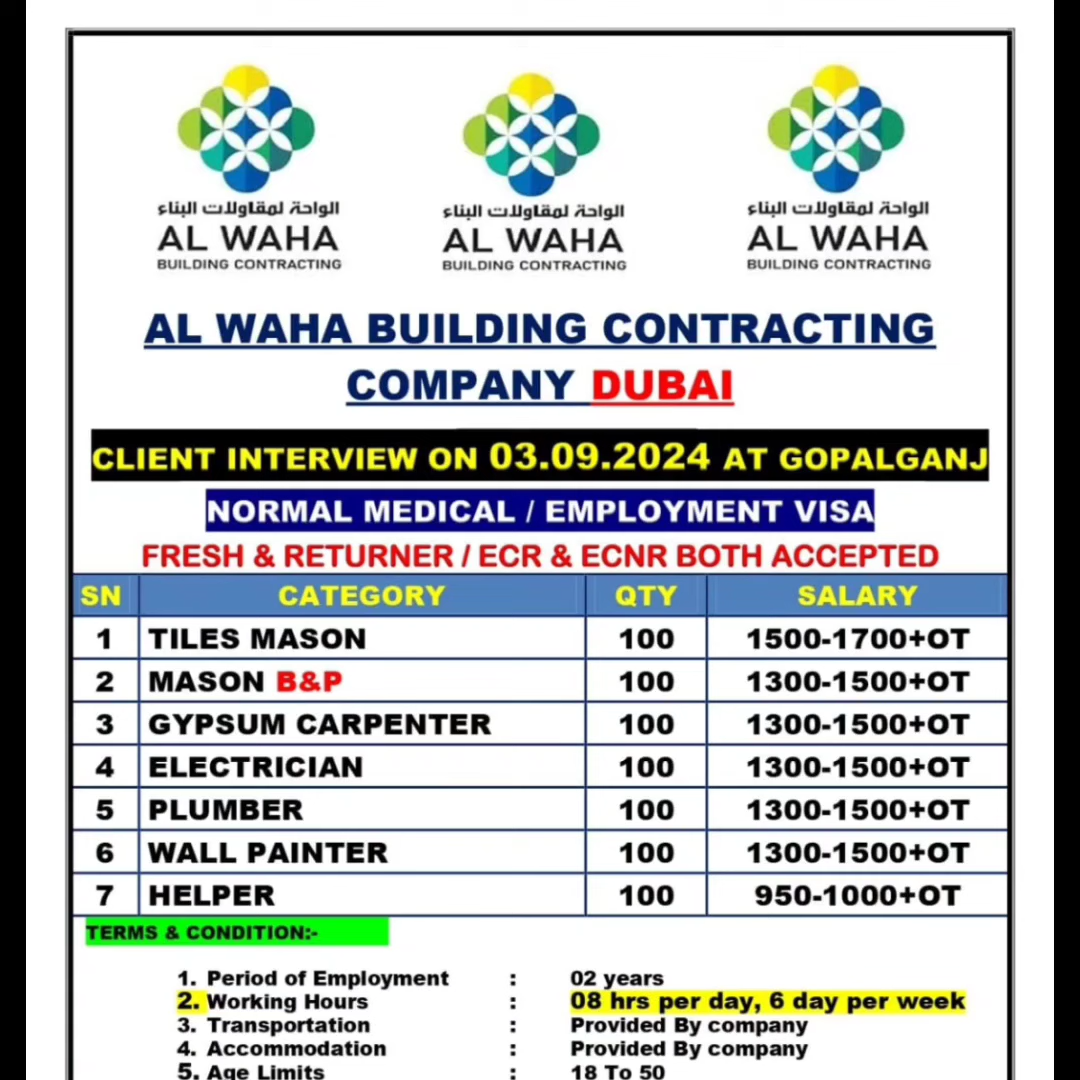 الواحة لمقاولات البناء
AL WAHA
BUILDING CONTRACTING
الواحة لمقاولات البناء
AL WAHA
BUILDING CONTRACTING
الواحة لمقاولات البناء
AL WAHA
BUILDING CONTRACTING
AL WAHA BUILDING CONTRACTING
COMPANY DUBAI
CLIENT INTERVIEW ON 03.09.2024 AT GOPALGANJ
NORMAL MEDICAL / EMPLOYMENT VISA
FRESH & RETURNER / ECR & ECNR BOTH ACCEPTED
SN CATEGORY QTY SALARY
1 TILES MASON 100 1500-1700+OT
2 MASON B&P 100 1300-1500+OT
3 GYPSUM CARPENTER 100 1300-1500+OT
4 ELECTRICIAN 100 1300-1500+OT
5 PLUMBER 100 1300-1500+OT
6 WALL PAINTER 100 1300-1500+OT
7 HELPER 100 950-1000+OT
TERMS & CONDITION:-
1. Period of Employment : 02 years
2. Working Hours : 08 hrs per day, 6 day per week
3. Transportation : Provided By company
4. Accommodation : Provided By company
5. Age Limits : 18 To 50